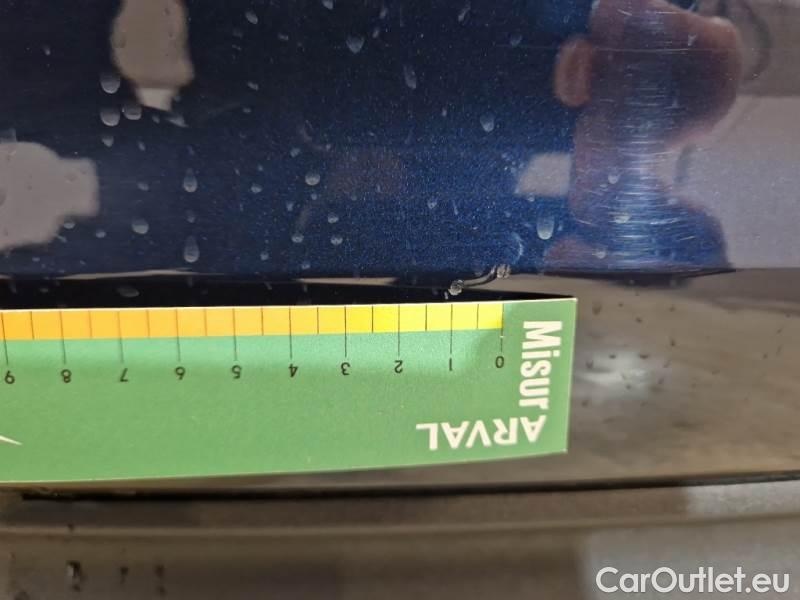 Misur
ARVAL
0 1 2 3 4 5 6 7 8 9
CarOutlet.eu